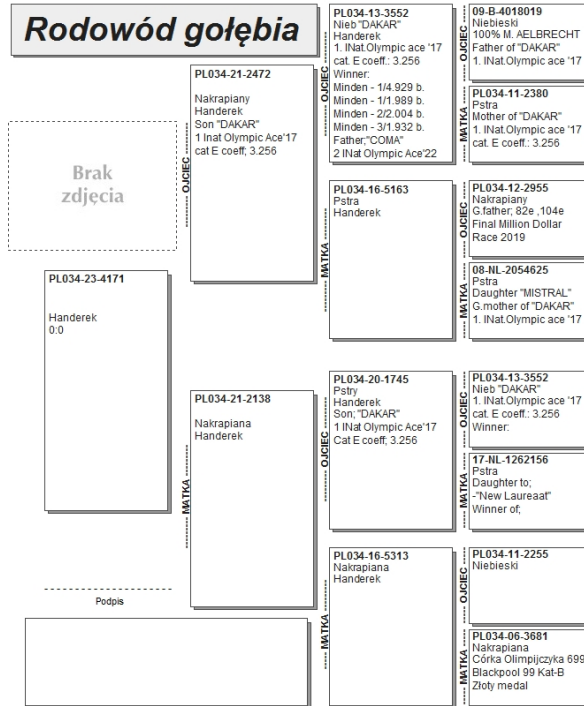 Rodowód gołębia
Brak
zdjęcia
PL034-23-4171
Handerek
0:0
Podpis
OJCIEC
PL034-21-2472
Nakrapiany
Handerek
Son "DAKAR"
1 Inat Olympic Ace'17
cat E coeff; 3.256
MATKA
PL034-21-2138
Nakrapiana
Handerek
OJCIEC
PL034-13-3552
Nieb "DAKAR"
Handerek
1. INat.Olympic ace '17
cat. E coeff.: 3.256
Winner:
Minden - 1/4.929 b.
Minden - 1/1.989 b.
Minden - 2/2.004 b.
Minden - 3/1.932 b.
Father;"COMA"
2 INat Olympic Ace'22
MATKA
PL034-16-5163
Pstra
Handerek
OJCIEC
PL034-20-1745
Pstry
Handerek
Son; "DAKAR"
1 INat Olympic Ace'17
Cat E coeff; 3.256
MATKA
PL034-16-5313
Nakrapiana
Handerek
OJCIEC
09-B-4018019
Niebieski
100% M. AELBRECHT
Father of "DAKAR"
1. INat.Olympic ace '17
MATKA
PL034-11-2380
Pstra
Mother of "DAKAR"
1. INat.Olympic ace '17
cat. E coeff.: 3.256
OJCIEC
PL034-12-2955
Nakrapiany
G.father; 82e ,104e
Final Million Dollar
Race 2019
MATKA
08-NL-2054625
Pstra
Daughter "MISTRAL"
G.mother of "DAKAR"
1. INat.Olympic ace '17
OJCIEC
PL034-13-3552
Nieb "DAKAR"
1. INat.Olympic ace '17
cat. E coeff.: 3.256
Winner:
MATKA
17-NL-1262156
Pstra
Daughter to;
-"New Laureaat"
Winner of;
OJCIEC
PL034-11-2255
Niebieski
MATKA
PL034-06-3681
Nakrapiana
Córka Olimpijczyka 699
Blackpool 99 Kat-B
Złoty medal